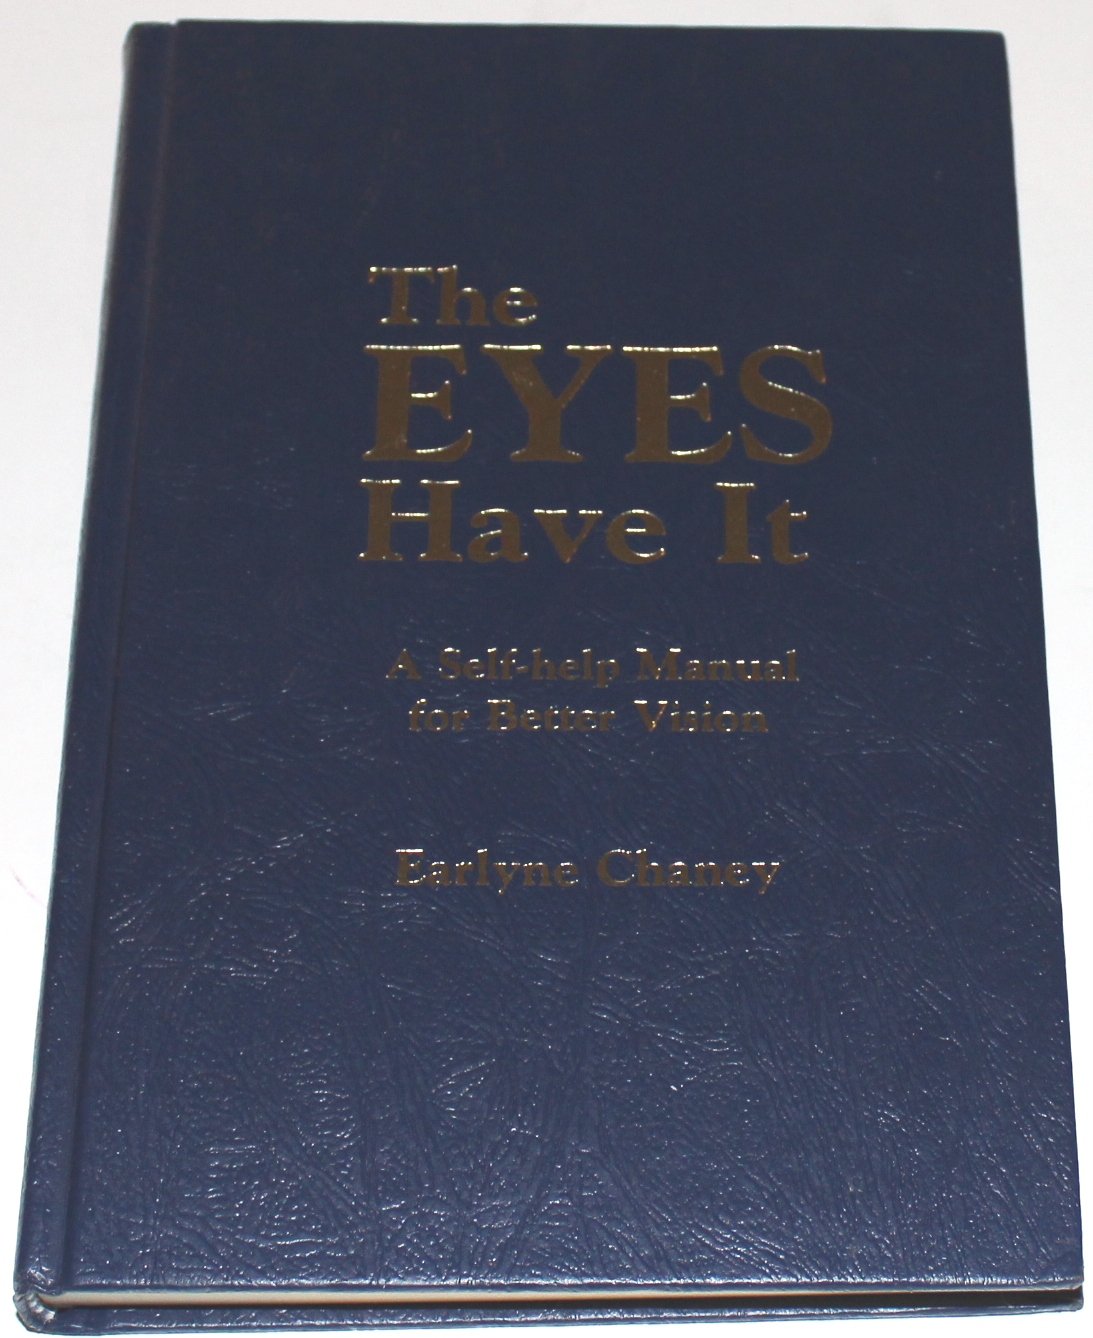 The
EYES
Have It
A Self-help Manual
for Better Vision
Earlyne Chaney